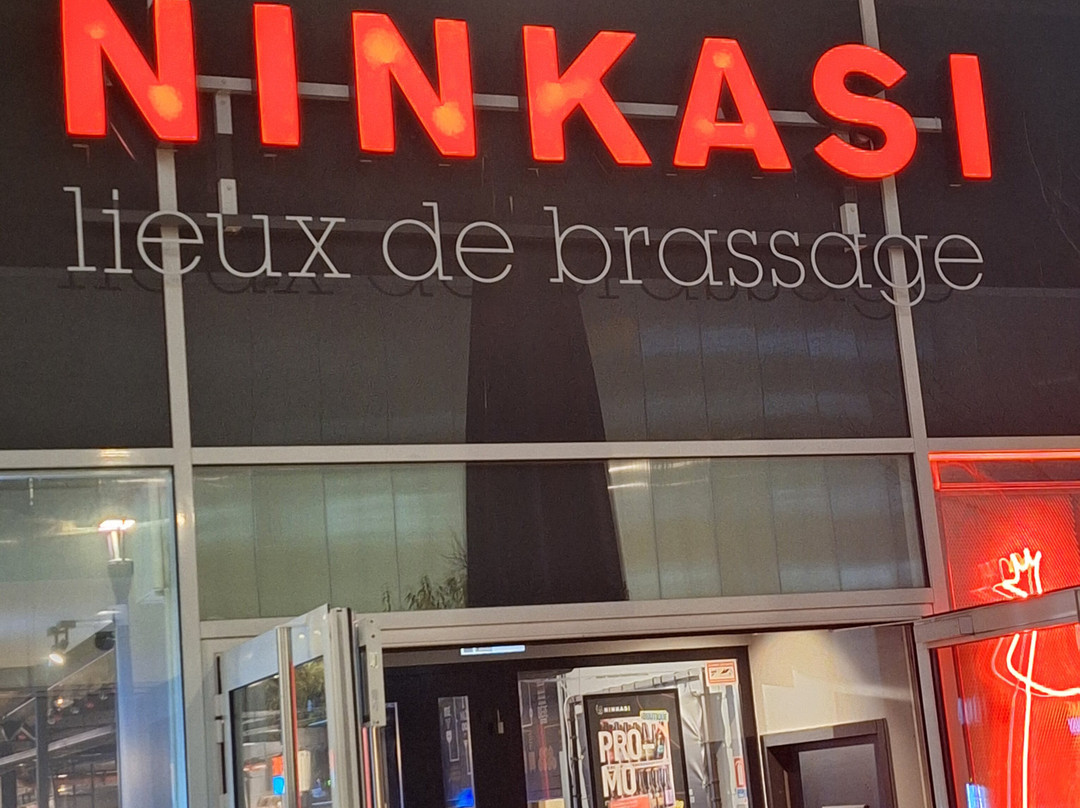 NINKASI
lieux de brassage
NINKASI
PRO-
MO